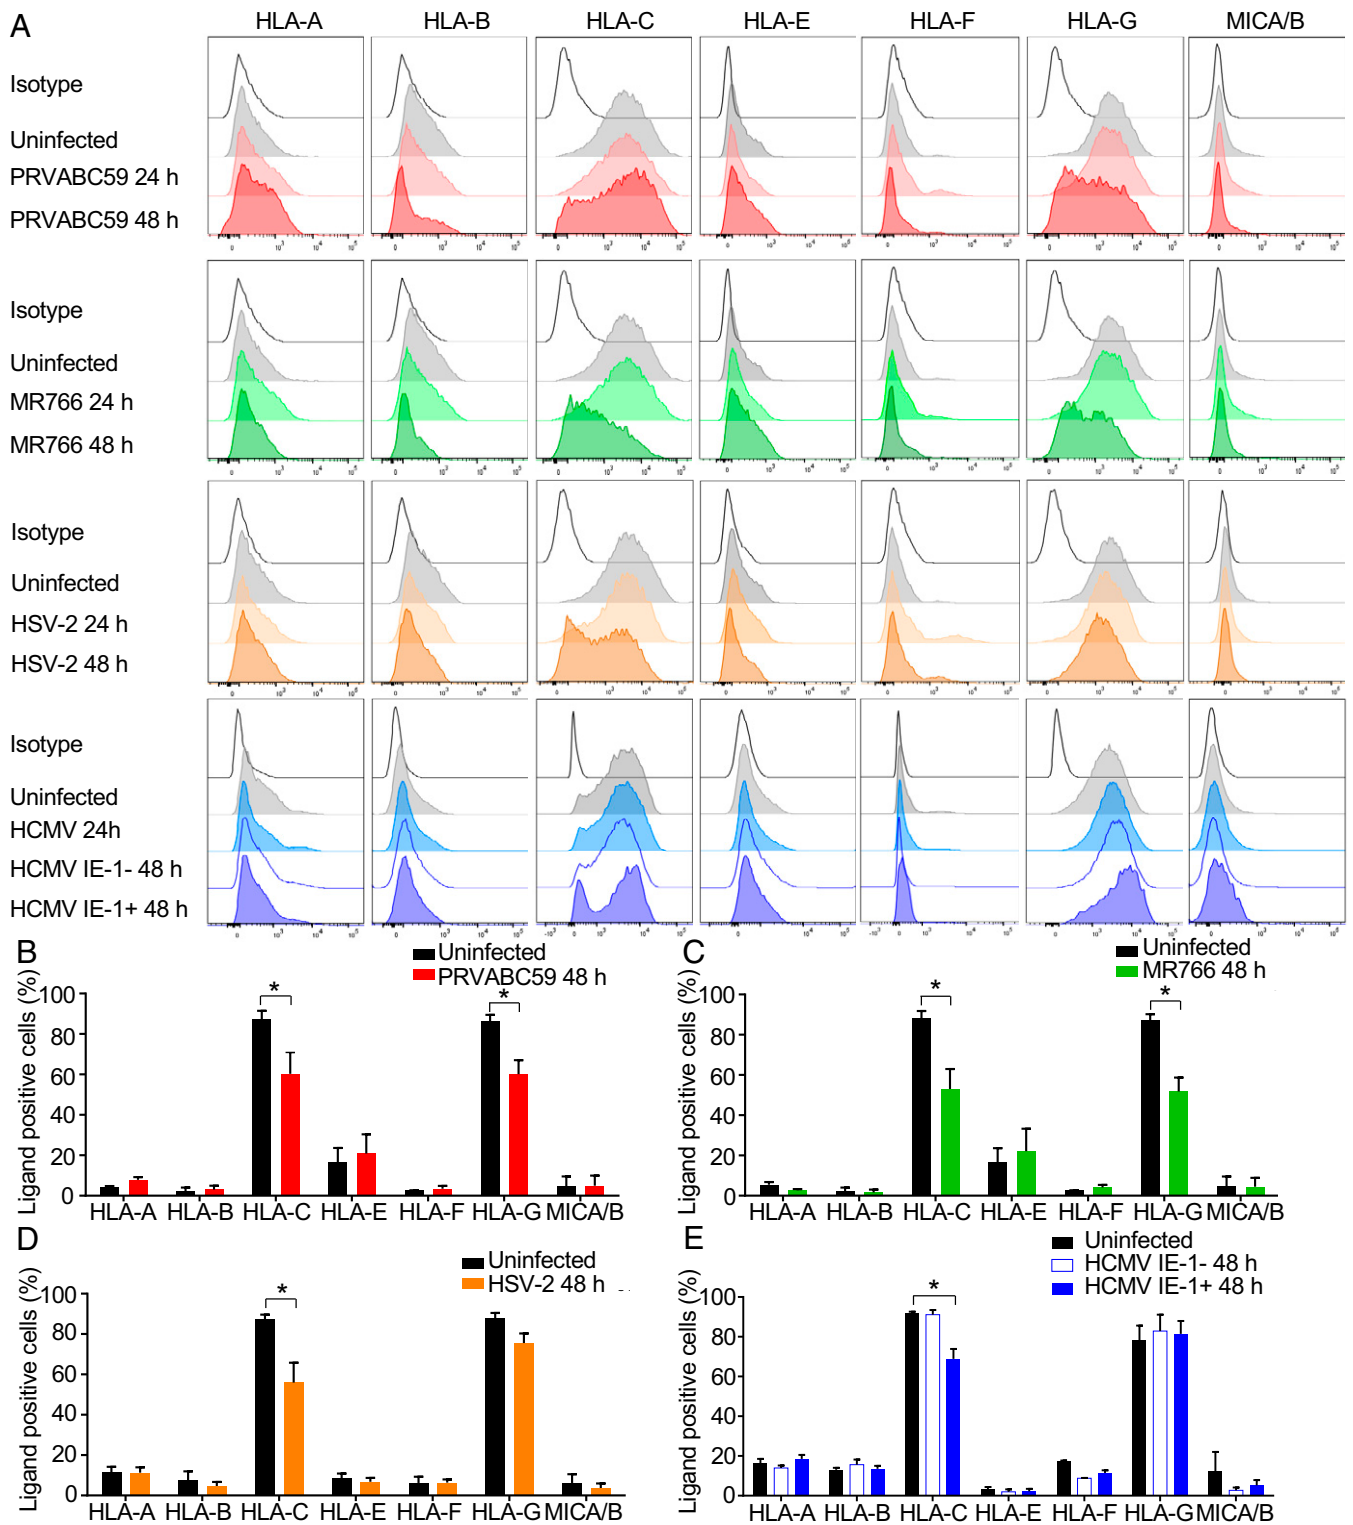 A
HLA-A HLA-B HLA-C HLA-E HLA-F HLA-G MICA/B
Isotype
Uninfected
PRVABC59 24 h
PRVABC59 48 h
Isotype
Uninfected
MR766 24 h
MR766 48 h
Isotype
Uninfected
HSV-2 24 h
HSV-2 48 h
Isotype
Uninfected
HCMV 24h
HCMV IE-1- 48 h
HCMV IE-1+ 48 h
B
Uninfected
PRVABC59 48 h
Ligand positive cells (%)
100
80
60
40
20
0
* *
HLA-A HLA-B HLA-C HLA-E HLA-F HLA-G MICA/B
C
Uninfected
MR766 48 h
Ligand positive cells (%)
100
80
60
40
20
0
* *
HLA-A HLA-B HLA-C HLA-E HLA-F HLA-G MICA/B
D
Uninfected
HSV-2 48 h
Ligand positive cells (%)
100
80
60
40
20
0
*
HLA-A HLA-B HLA-C HLA-E HLA-F HLA-G MICA/B
E
Uninfected
HCMV IE-1- 48 h
HCMV IE-1+ 48 h
Ligand positive cells (%)
100
80
60
40
20
0
*
HLA-A HLA-B HLA-C HLA-E HLA-F HLA-G MICA/B